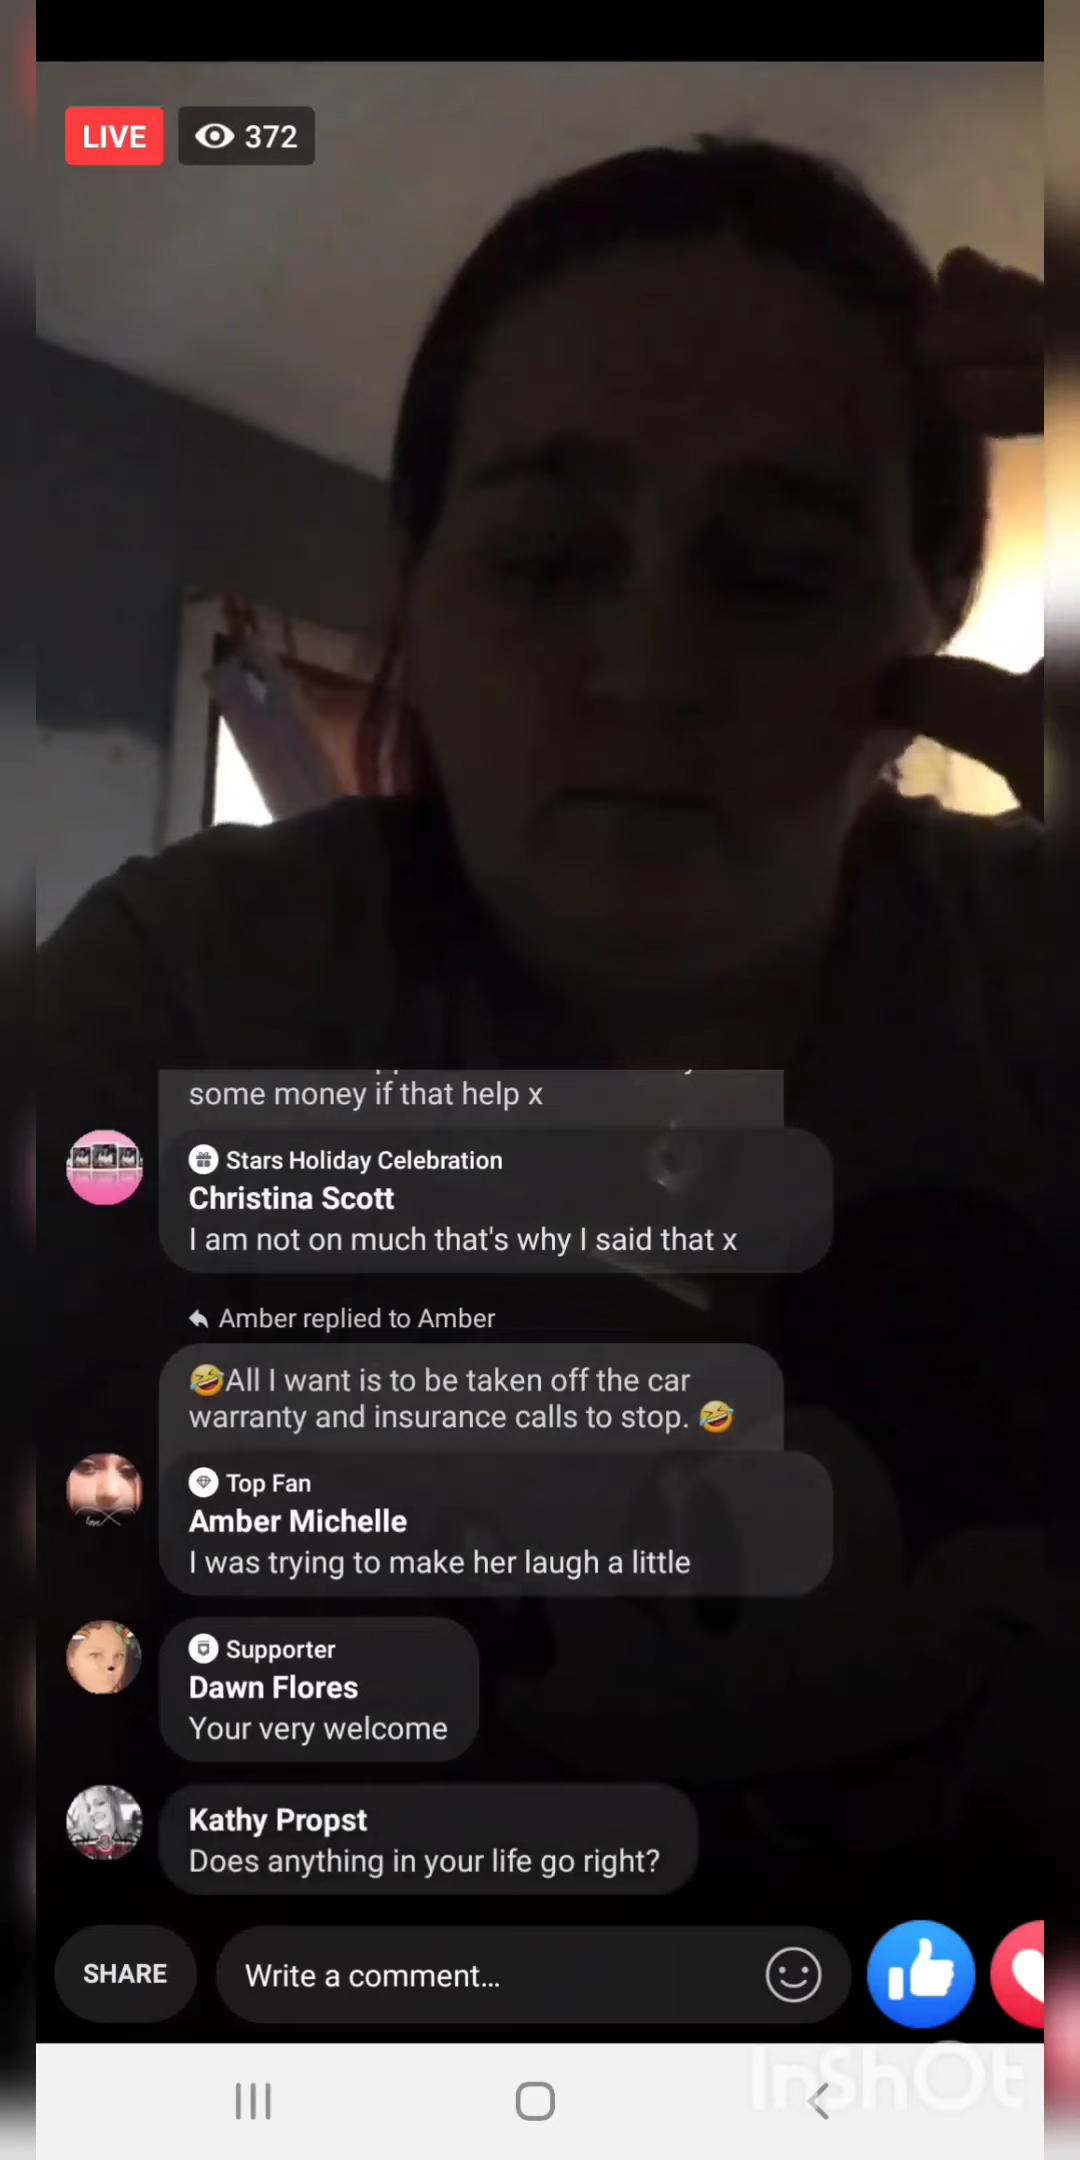 LIVE 372
some money if that help x
Stars Holiday Celebration
Christina Scott
I am not on much that's why I said that x
Amber replied to Amber
🤣All I want is to be taken off the car
warranty and insurance calls to stop. 🤣
Top Fan
Amber Michelle
I was trying to make her laugh a little
Supporter
Dawn Flores
Your very welcome
Kathy Propst
Does anything in your life go right?
SHARE
Write a comment...
InShOt